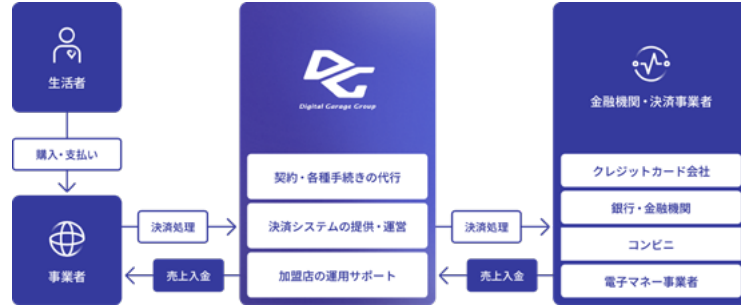 生活者
購入・支払い
事業者
決済処理
売上入金
DG
Digital Garage Group
契約・各種手続きの代行
決済システムの提供・運営
加盟店の運用サポート
決済処理
売上入金
金融機関・決済事業者
クレジットカード会社
銀行・金融機関
コンビニ
電子マネー事業者